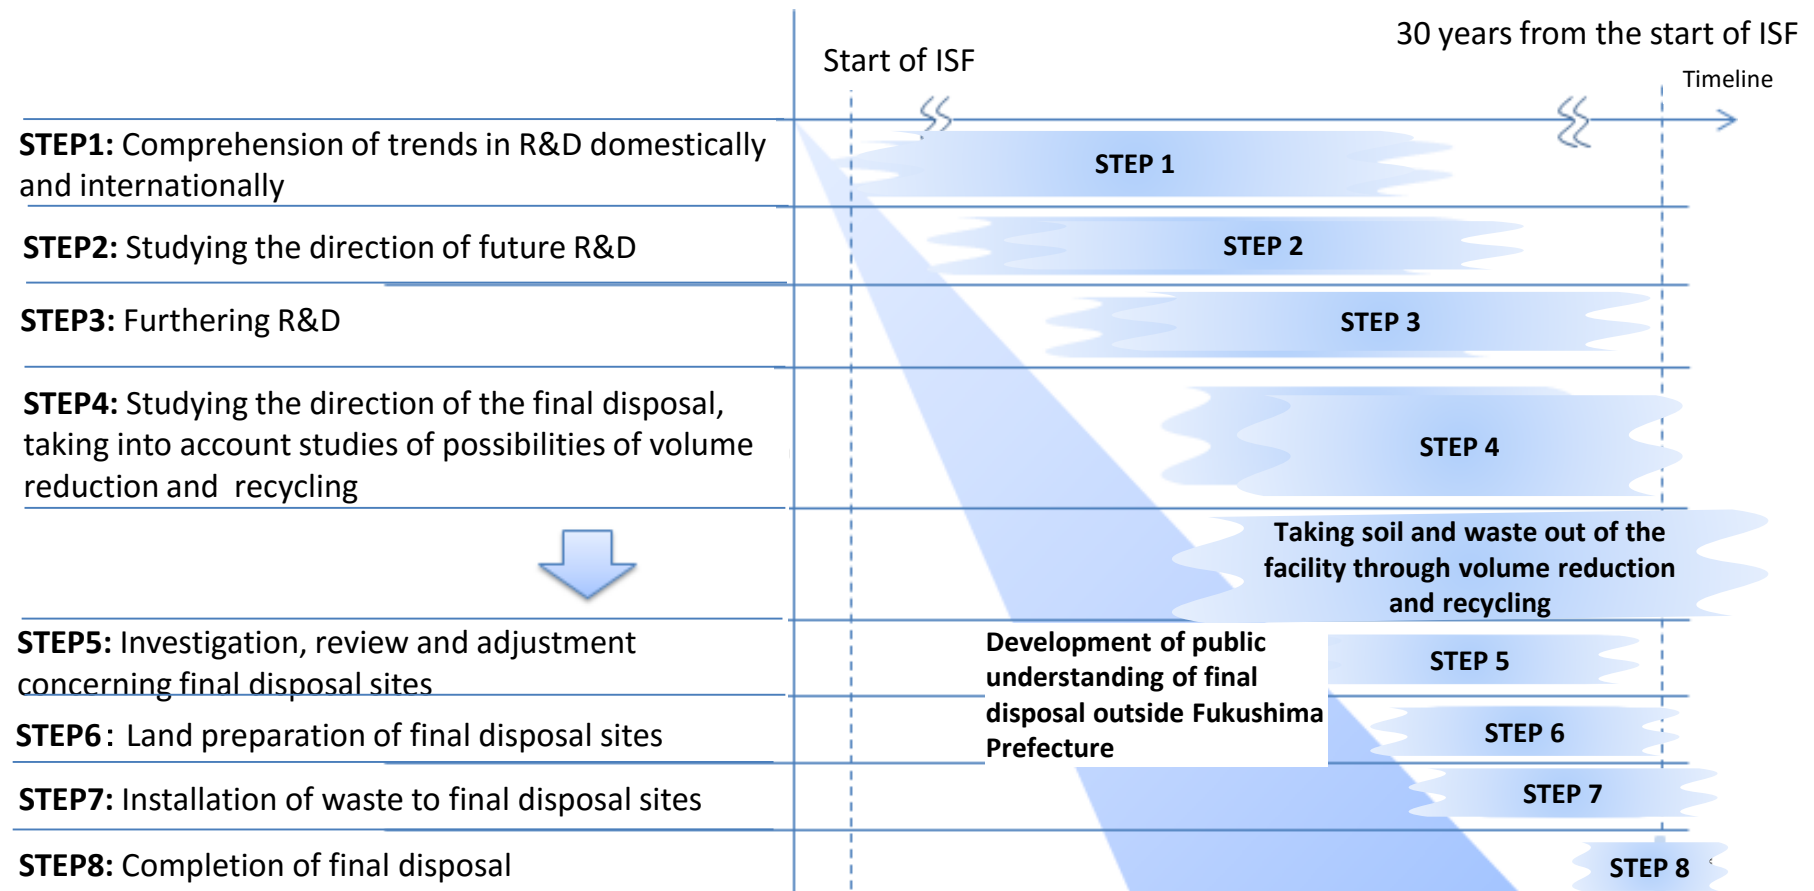 Start of ISF
30 years from the start of ISF
Timeline
STEP1: Comprehension of trends in R&D domestically
and internationally
STEP 1
STEP2: Studying the direction of future R&D
STEP 2
STEP3: Furthering R&D
STEP 3
STEP4: Studying the direction of the final disposal,
taking into account studies of possibilities of volume
reduction and recycling
STEP 4
Taking soil and waste out of the
facility through volume reduction
and recycling
STEP5: Investigation, review and adjustment
concerning final disposal sites
Development of public
understanding of final
disposal outside Fukushima
Prefecture
STEP 5
STEP6: Land preparation of final disposal sites
STEP 6
STEP7: Installation of waste to final disposal sites
STEP 7
STEP8: Completion of final disposal
STEP 8